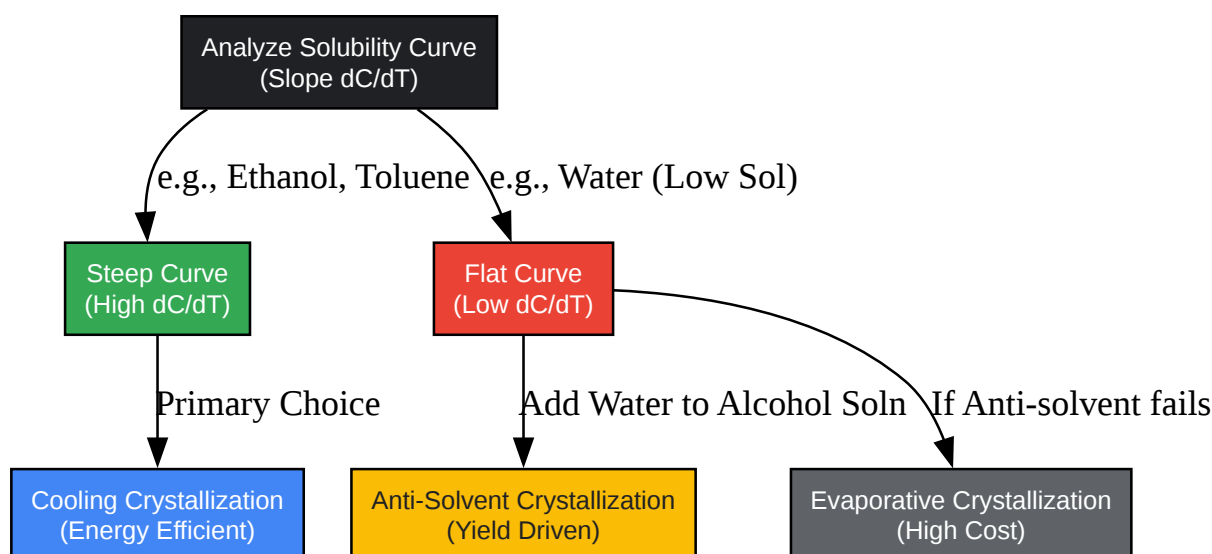 Analyze Solubility Curve
(Slope dC/dT)
e.g., Ethanol, Toluene
e.g., Water (Low Sol)
Steep Curve
(High dC/dT)
Flat Curve
(Low dC/dT)
Primary Choice
Add Water to Alcohol Soln
If Anti-solvent fails
Cooling Crystallization
(Energy Efficient)
Anti-Solvent Crystallization
(Yield Driven)
Evaporative Crystallization
(High Cost)